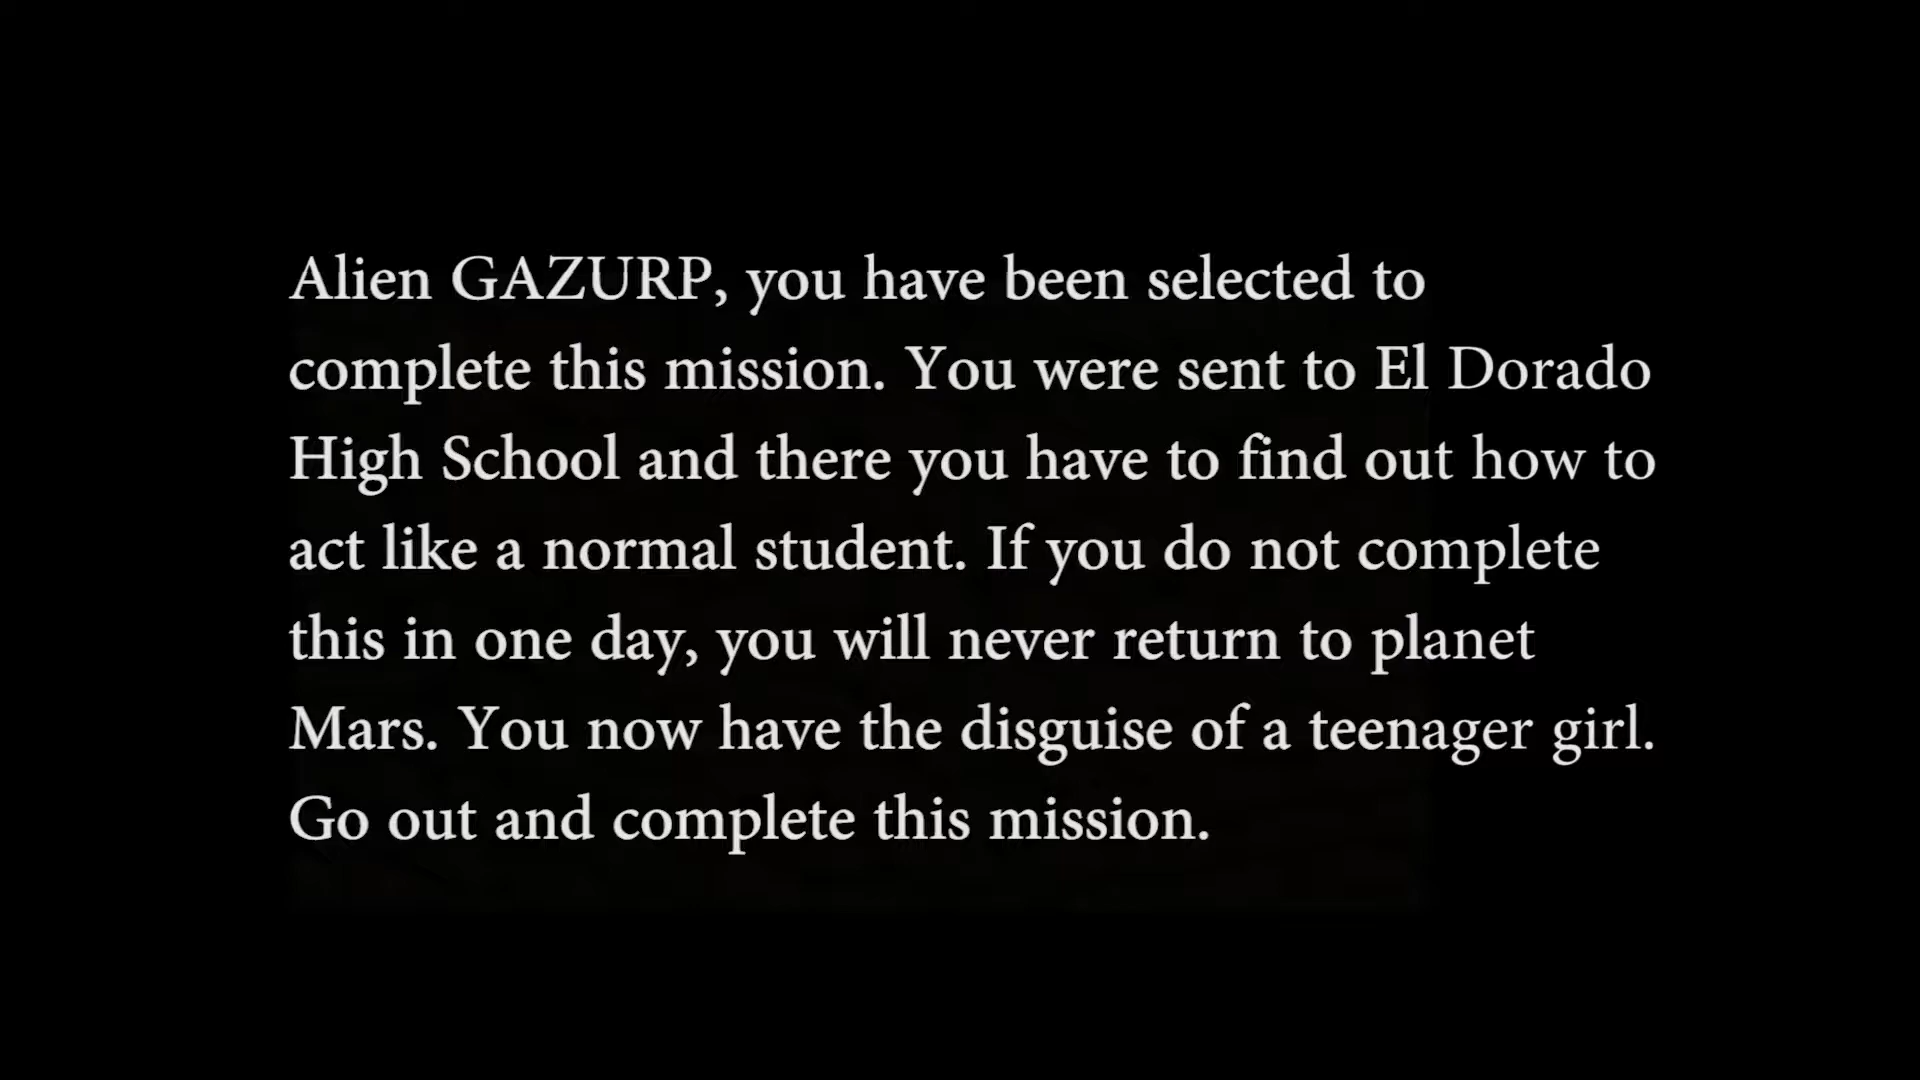 Alien GAZURP, you have been selected to
complete this mission. You were sent to El Dorado
High School and there you have to find out how to
act like a normal student. If you do not complete
this in one day, you will never return to planet
Mars. You now have the disguise of a teenager girl.
Go out and complete this mission.